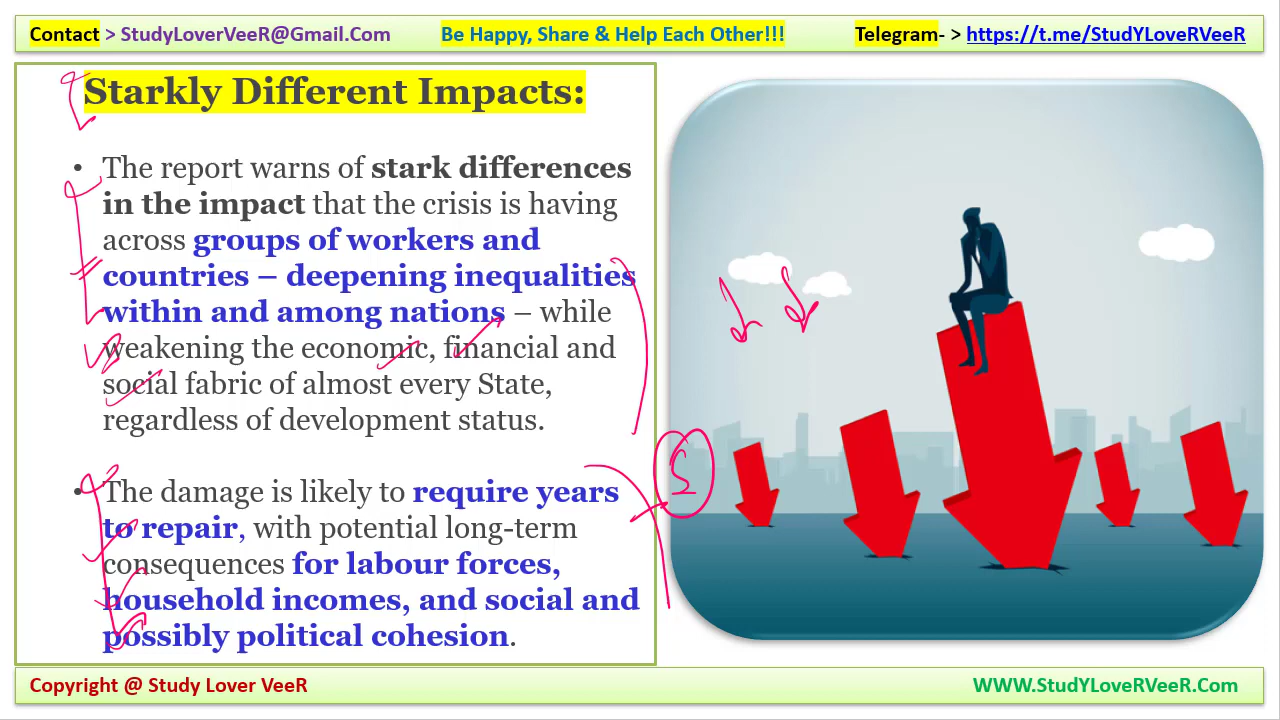 Contact > StudyLoverVeeR@Gmail.Com Be Happy, Share & Help Each Other!!! Telegram- > https://t.me/StudYLoveRVeeR
Starkly Different Impacts:
• The report warns of stark differences
in the impact that the crisis is having
across groups of workers and
countries – deepening inequalities
within and among nations – while
weakening the economic, financial and
social fabric of almost every State,
regardless of development status.
• The damage is likely to require years
to repair, with potential long-term
consequences for labour forces,
household incomes, and social and
possibly political cohesion.
Copyright @ Study Lover VeeR WWW.StudYLoveRVeeR.Com